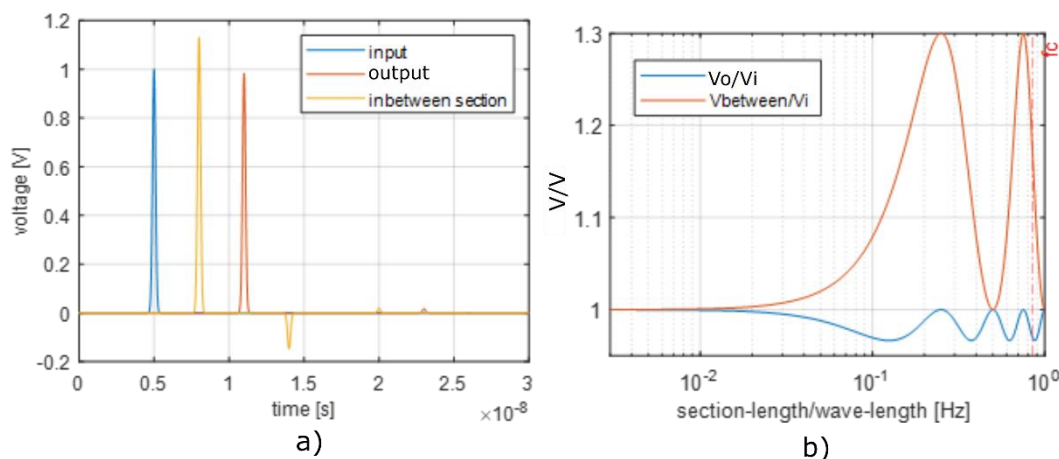 1.2
1
0.8
0.6
0.4
0.2
0
-0.2
voltage [V]
input
output
inbetween section
0 0.5 1 1.5 2 2.5 3
time [s]
×10⁻⁸
a)
1.3
1.2
1.1
1
V/V
Vo/Vi
Vbetween/Vi
fc
10⁻² 10⁻¹ 10⁰
section-length/wave-length [Hz]
b)